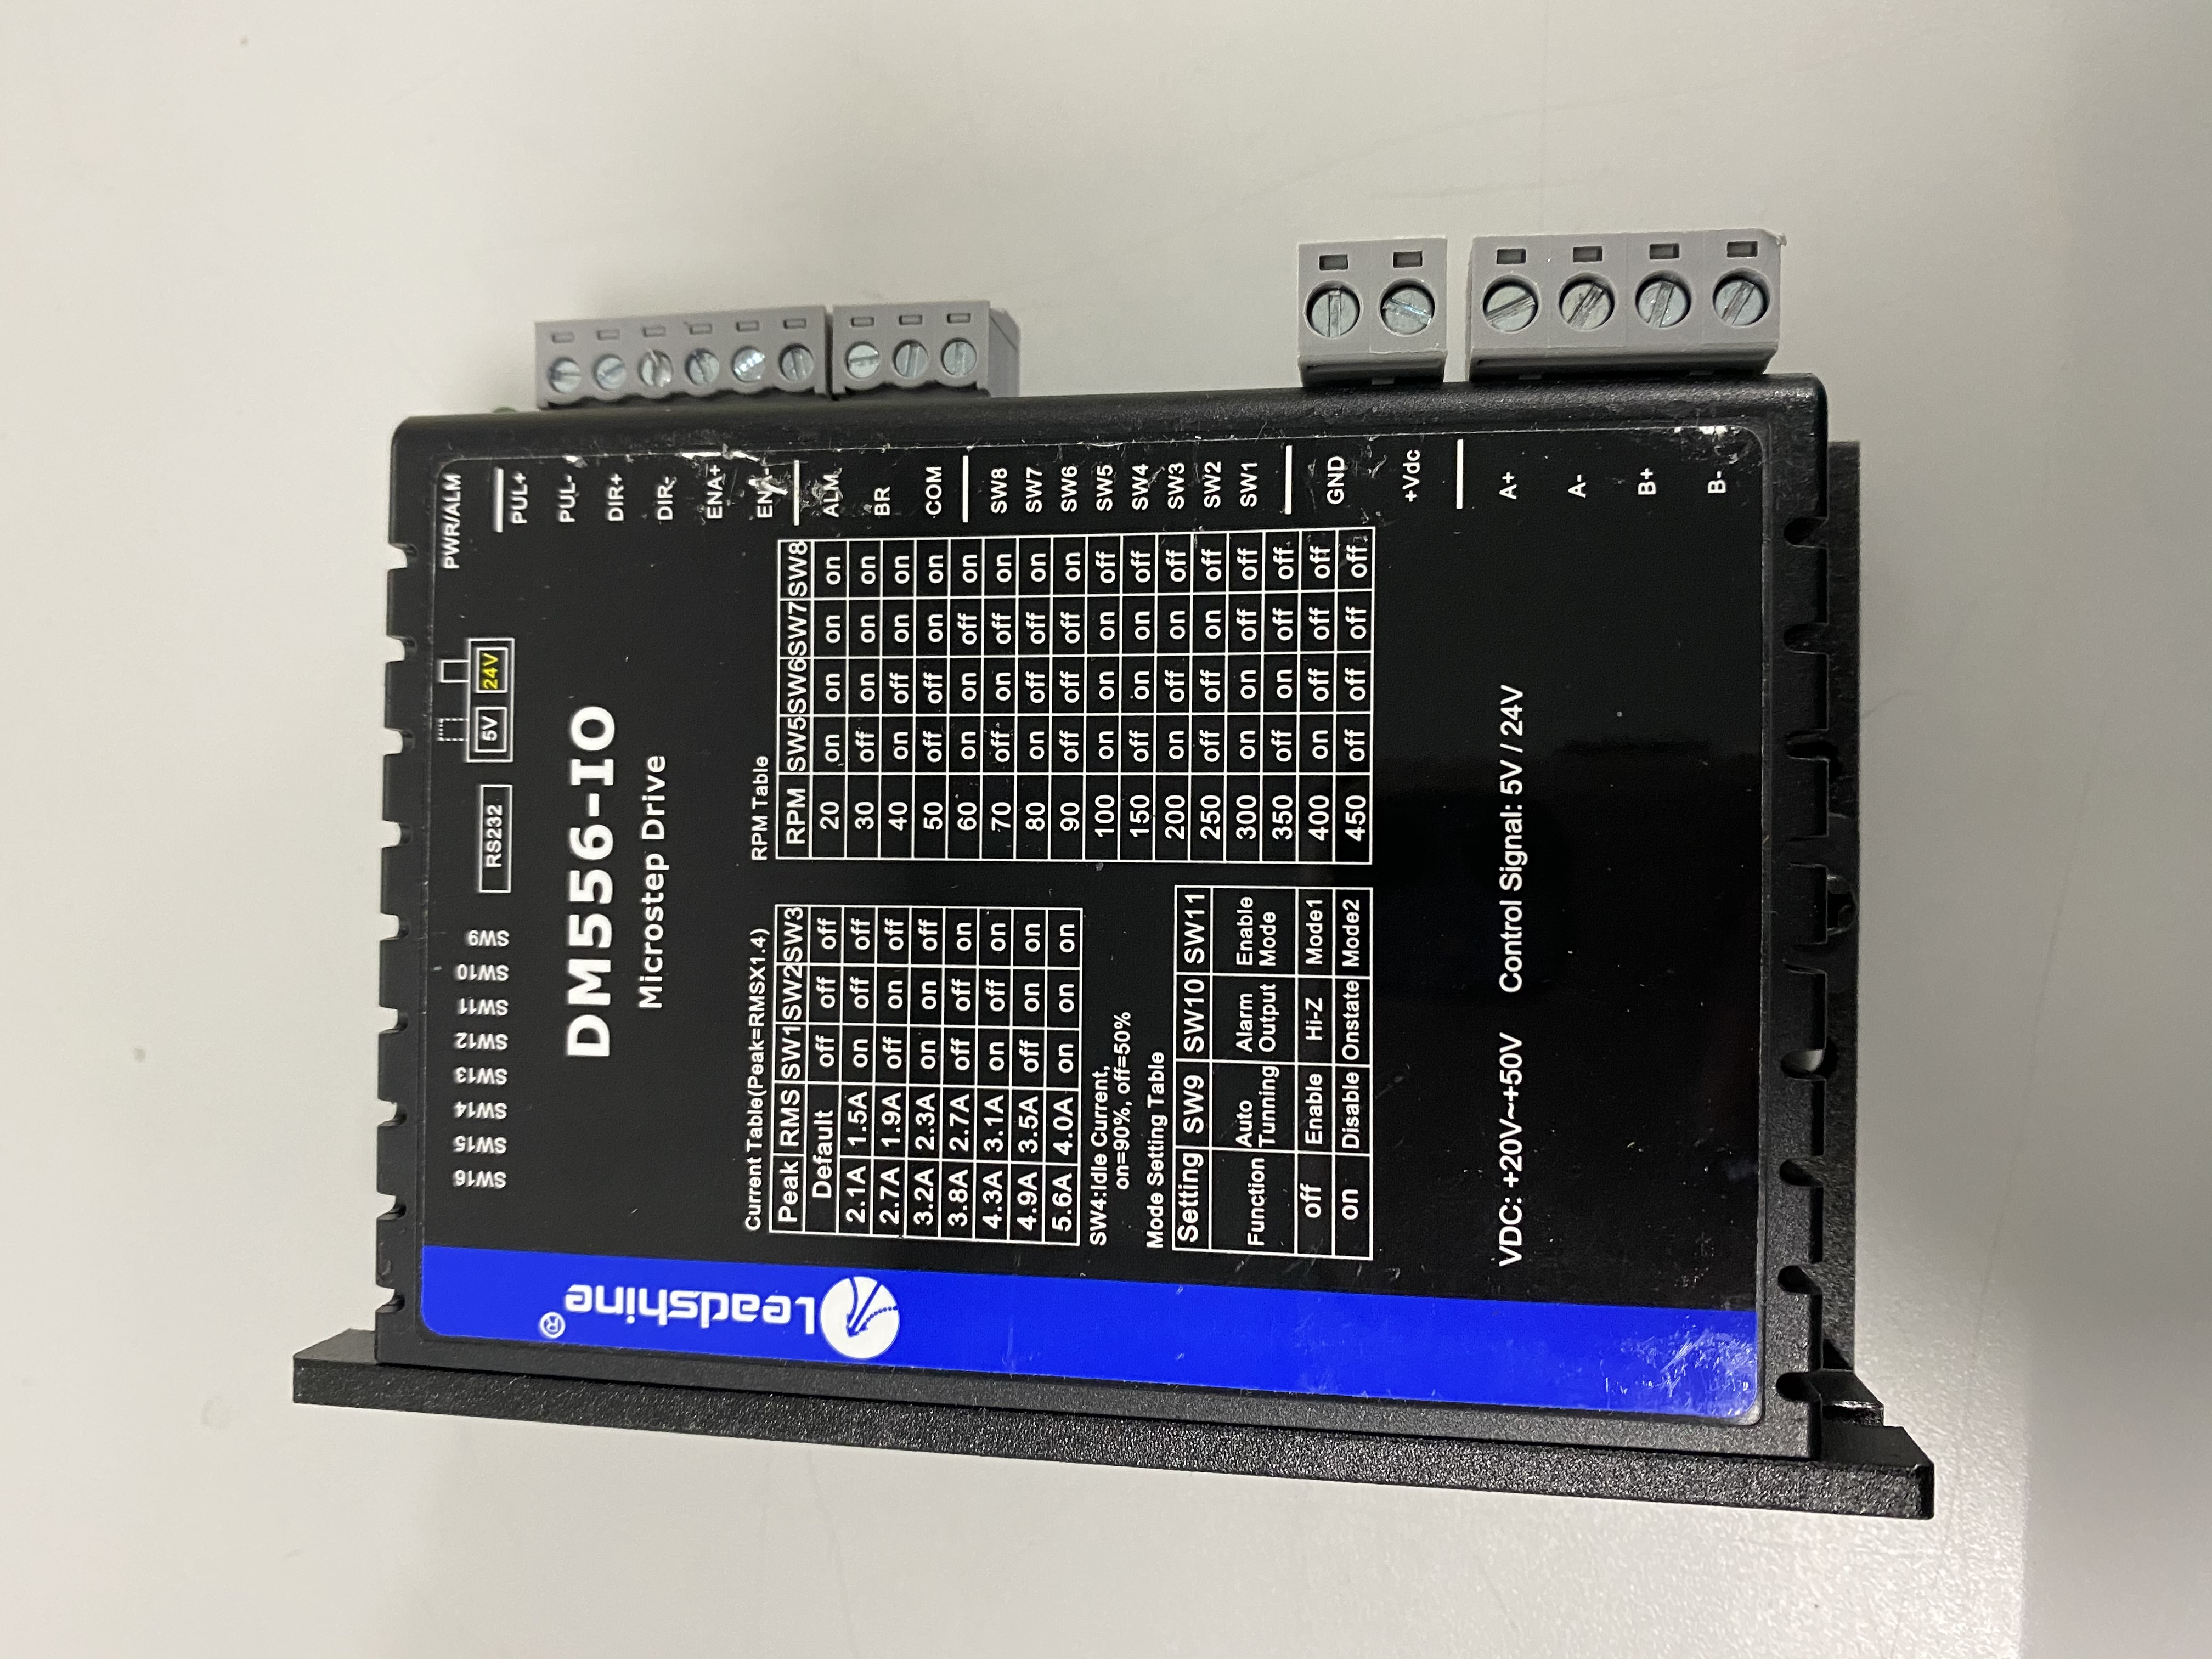 SW16 SW15 SW14 SW13 SW12 SW11 SW10 SW9
RS232
5V 24V
PWR/ALM
Leadshine®
DM556-IO
Microstep Drive
Current Table(Peak=RMSX1.4)
Peak RMS SW1 SW2 SW3
Default off off off
2.1A 1.5A on off off
2.7A 1.9A off on off
3.2A 2.3A on on off
3.8A 2.7A off off on
4.3A 3.1A on off on
4.9A 3.5A off on on
5.6A 4.0A on on on
SW4:Idle Current,
on=90%, off=50%
Mode Setting Table
Setting SW9 SW10 SW11
Function Auto Tunning Alarm Output Enable Mode
off Enable Hi-Z Mode1
on Disable Onstate Mode2
RPM Table
RPM SW5 SW6 SW7 SW8
20 on on on on
30 off on on on
40 on off on on
50 off off on on
60 on on off on
70 off on off on
80 on off off on
90 off off off on
100 on on on off
150 off on on off
200 on off on off
250 off off on off
300 on on off off
350 off on off off
400 on off off off
450 off off off off
VDC: +20V~+50V Control Signal: 5V / 24V
PUL+
PUL-
DIR+
DIR-
ENA+
ENA-
ALM
BR
COM
SW8
SW7
SW6
SW5
SW4
SW3
SW2
SW1
GND
+Vdc
A+
A-
B+
B-